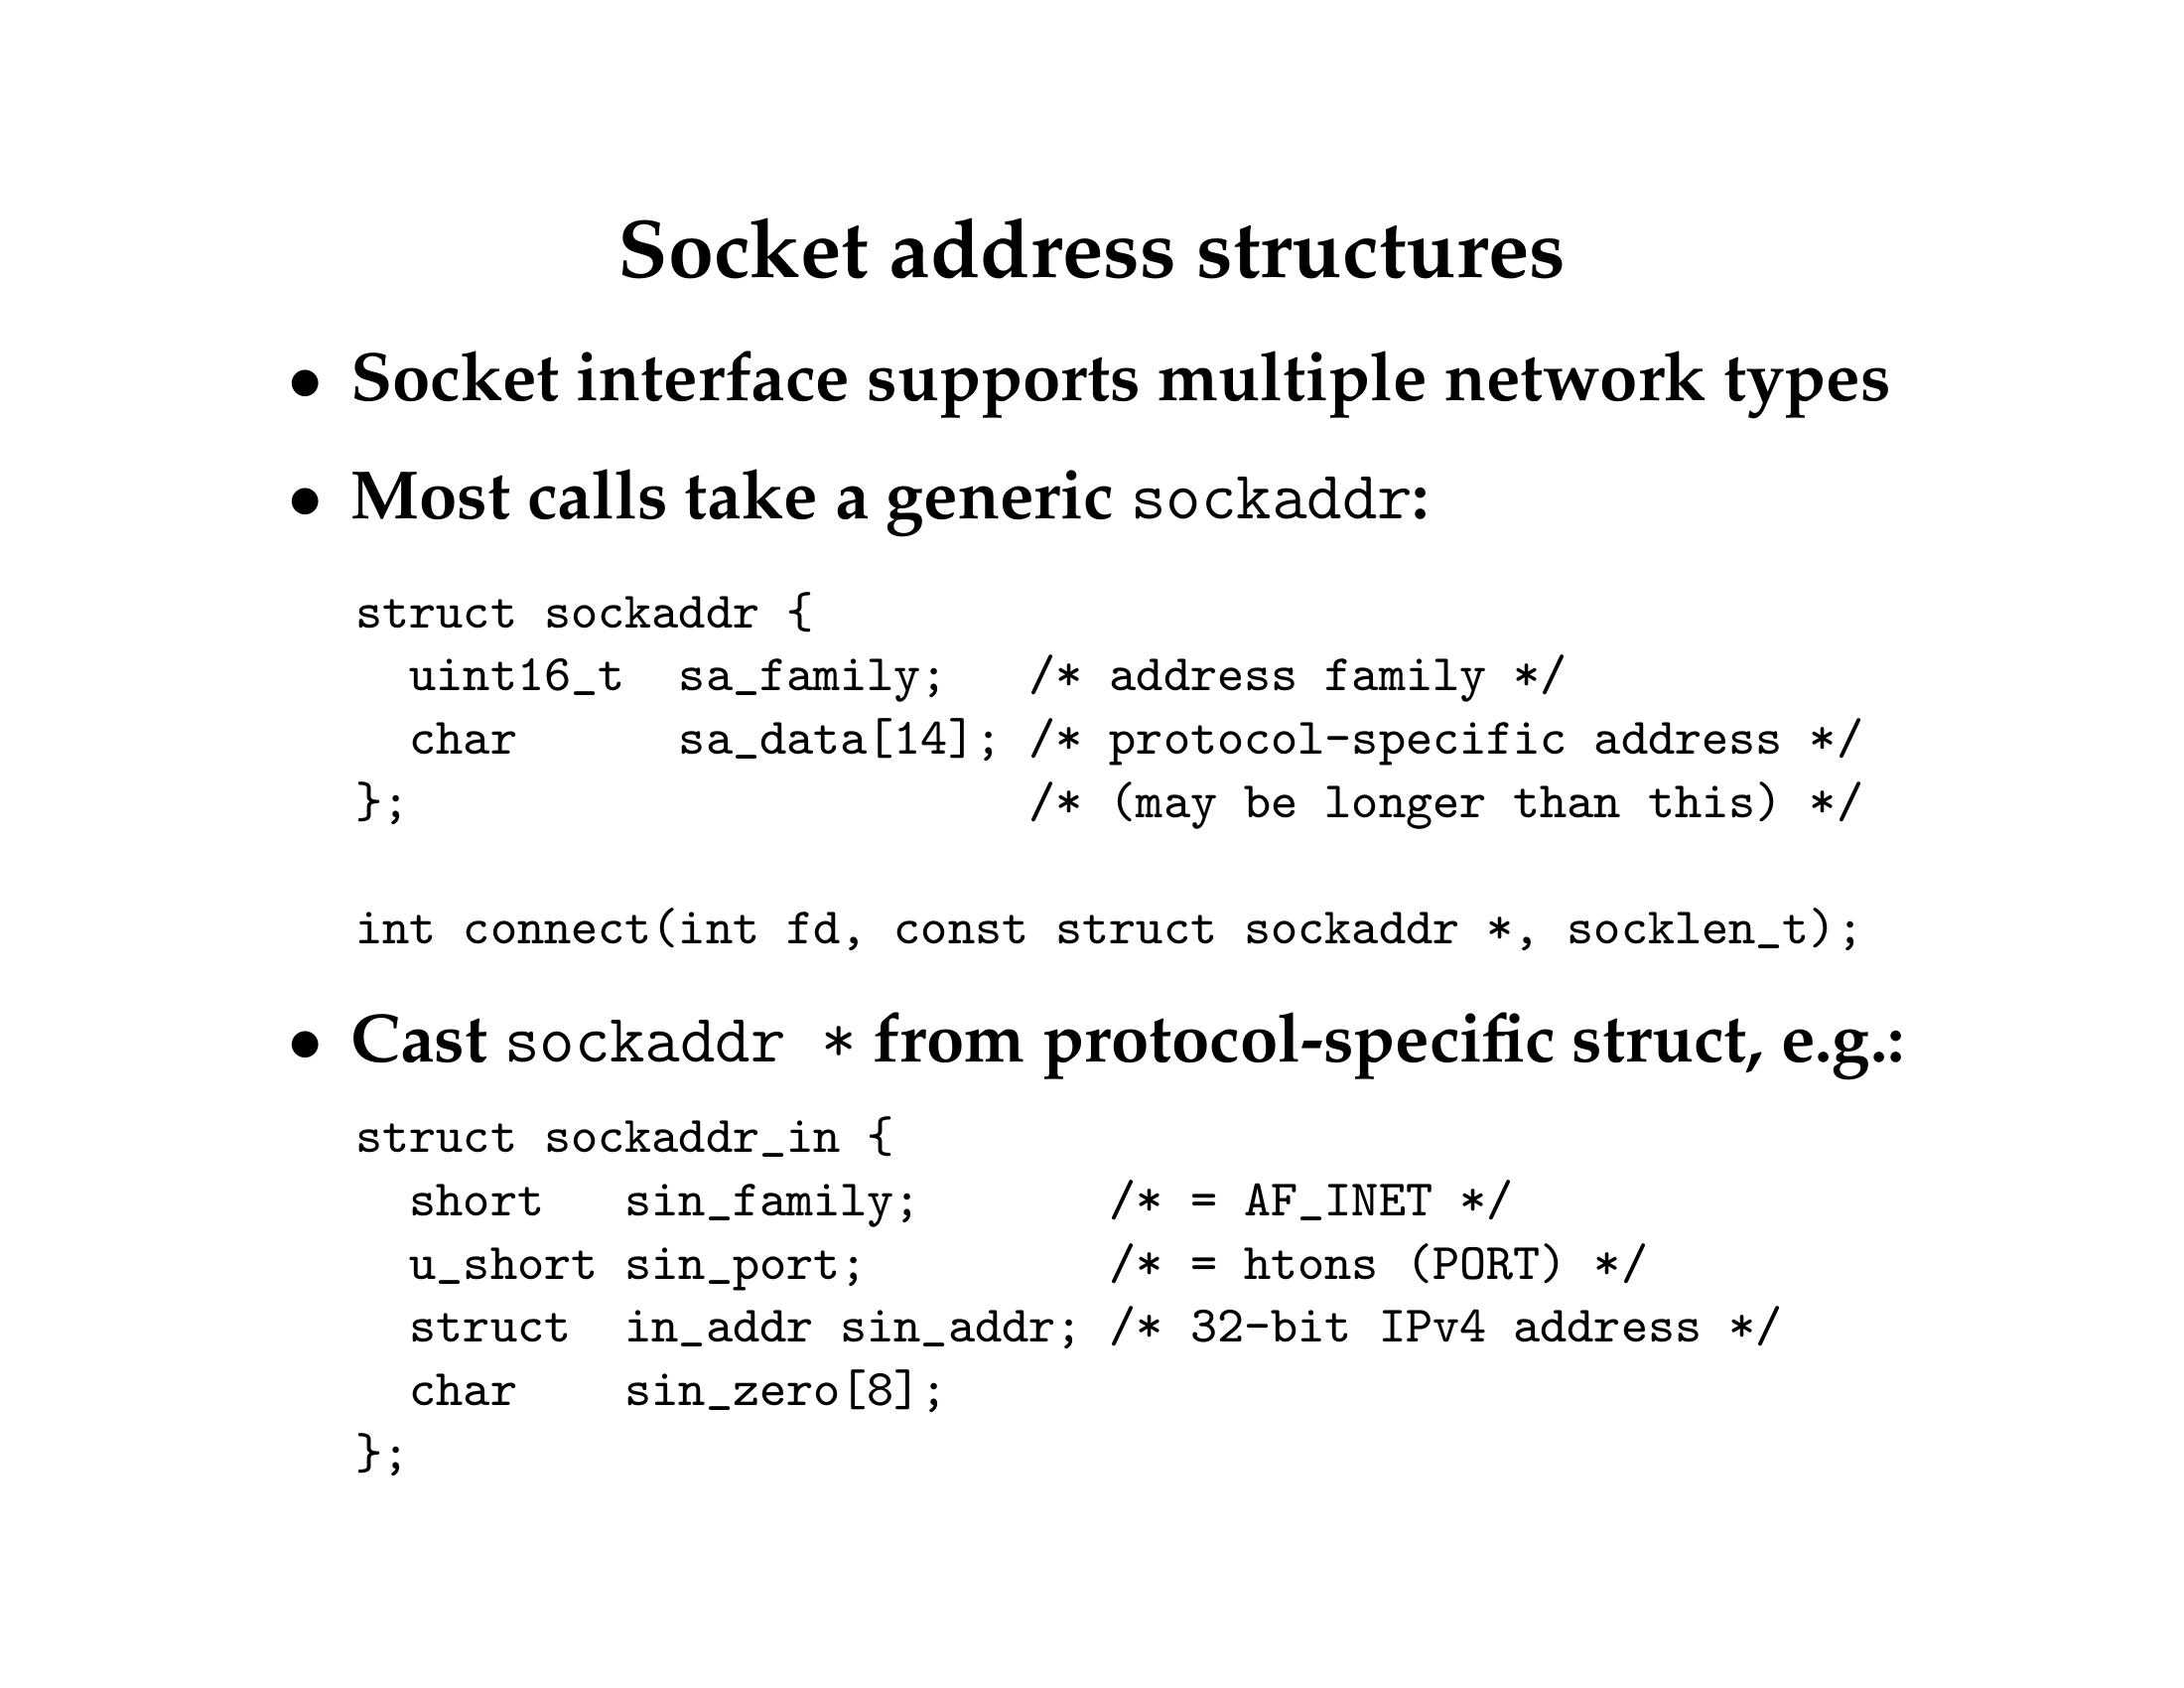 Socket address structures
• Socket interface supports multiple network types
• Most calls take a generic sockaddr:
struct sockaddr {
  uint16_t  sa_family;   /* address family */
  char      sa_data[14]; /* protocol-specific address */
};                       /* (may be longer than this) */
int connect(int fd, const struct sockaddr *, socklen_t);
• Cast sockaddr * from protocol-specific struct, e.g.:
struct sockaddr_in {
  short   sin_family;       /* = AF_INET */
  u_short sin_port;         /* = htons (PORT) */
  struct  in_addr sin_addr; /* 32-bit IPv4 address */
  char    sin_zero[8];
};